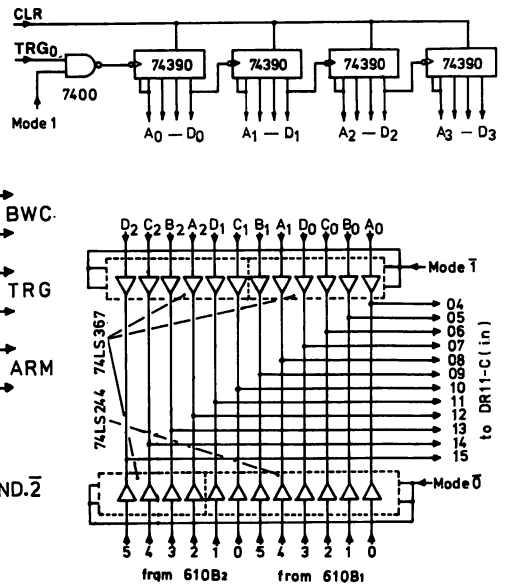 CLR
TRG₀
7400
Mode 1
74390 74390 74390 74390
A₀ — D₀ A₁ — D₁ A₂ — D₂ A₃ — D₃
BWC
TRG
ARM
ND.2̅
D₂ C₂ B₂ A₂ D₁ C₁ B₁ A₁ D₀ C₀ B₀ A₀
Mode 1̅
04
05
06
07
08
09
10
11
12
13
14
15
to DR11-C (in)
74LS367
74LS244
Mode 0̅
5 4 3 2 1 0 5 4 3 2 1 0
from 610B₂ from 610B₁